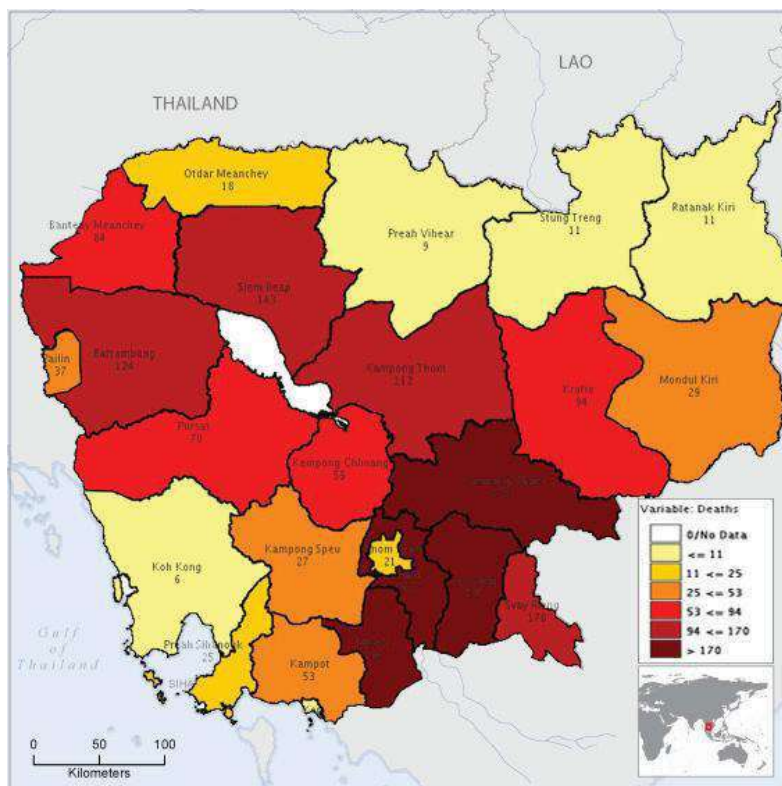 LAO
THAILAND
Otdar Meanchey
18
Ratanak Kiri
11
Stung Treng
11
Banteay Meanchey
84
Preah Vihear
9
Siem Reap
143
Battambang
124
Pailin
37
Kampong Thom
112
Kratie
94
Mondul Kiri
29
Pursat
70
Kampong Chhnang
55
Variable: Deaths
0/No Data
<= 11
11 <= 25
25 <= 53
53 <= 94
94 <= 170
> 170
Kampong Speu
27
21
Koh Kong
6
Svay Rieng
170
Gulf
of
Thailand
Preah Sihanouk
25
SIHA
Kampot
53
0 50 100
Kilometers